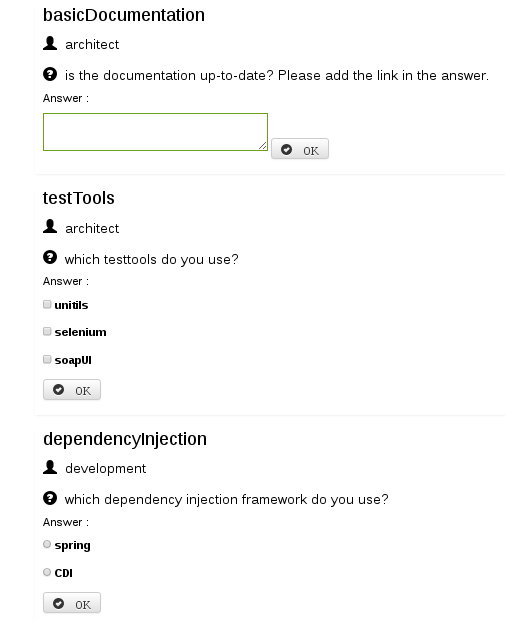 basicDocumentation
architect
is the documentation up-to-date? Please add the link in the answer.
Answer :
OK
testTools
architect
which testtools do you use?
Answer :
unitils
selenium
soapUI
OK
dependencyInjection
development
which dependency injection framework do you use?
Answer :
spring
CDI
OK